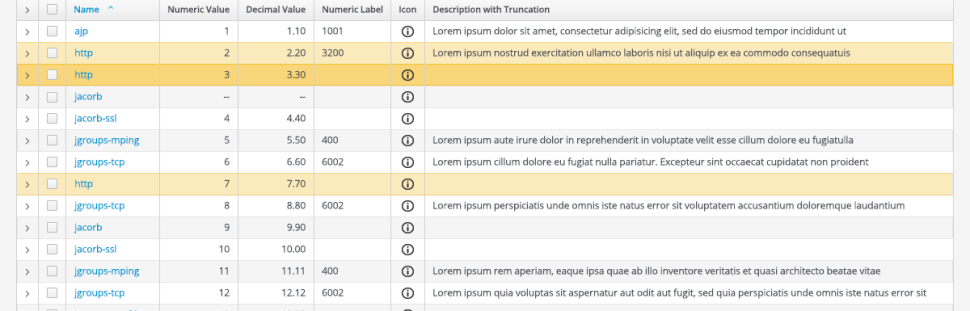 Name Numeric Value Decimal Value Numeric Label Icon Description with Truncation
ajp 1 1.10 1001 Lorem ipsum dolor sit amet, consectetur adipisicing elit, sed do eiusmod tempor incididunt ut
http 2 2.20 3200 Lorem ipsum nostrud exercitation ullamco laboris nisi ut aliquip ex ea commodo consequatuis
http 3 3.30
jacorb -- --
jacorb-ssl 4 4.40
jgroups-mping 5 5.50 400 Lorem ipsum aute irure dolor in reprehenderit in voluptate velit esse cillum dolore eu fugiatulla
jgroups-tcp 6 6.60 6002 Lorem ipsum cillum dolore eu fugiat nulla pariatur. Excepteur sint occaecat cupidatat non proident
http 7 7.70
jgroups-tcp 8 8.80 6002 Lorem ipsum perspiciatis unde omnis iste natus error sit voluptatem accusantium doloremque laudantium
jacorb 9 9.90
jacorb-ssl 10 10.00
jgroups-mping 11 11.11 400 Lorem ipsum rem aperiam, eaque ipsa quae ab illo inventore veritatis et quasi architecto beatae vitae
jgroups-tcp 12 12.12 6002 Lorem ipsum quia voluptas sit aspernatur aut odit aut fugit, sed quia perspiciatis unde omnis iste natus error sit